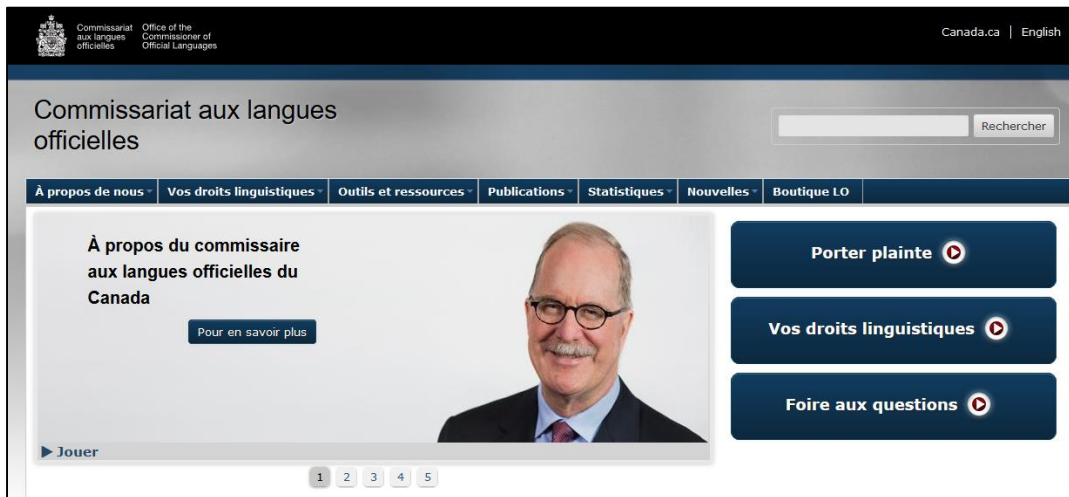 Commissariat aux langues officielles
Office of the Commissioner of Official Languages
Canada.ca | English
Commissariat aux langues
officielles
Rechercher
À propos de nous Vos droits linguistiques Outils et ressources Publications Statistiques Nouvelles Boutique LO
À propos du commissaire
aux langues officielles du
Canada
Pour en savoir plus
Jouer
1 2 3 4 5
Porter plainte
Vos droits linguistiques
Foire aux questions